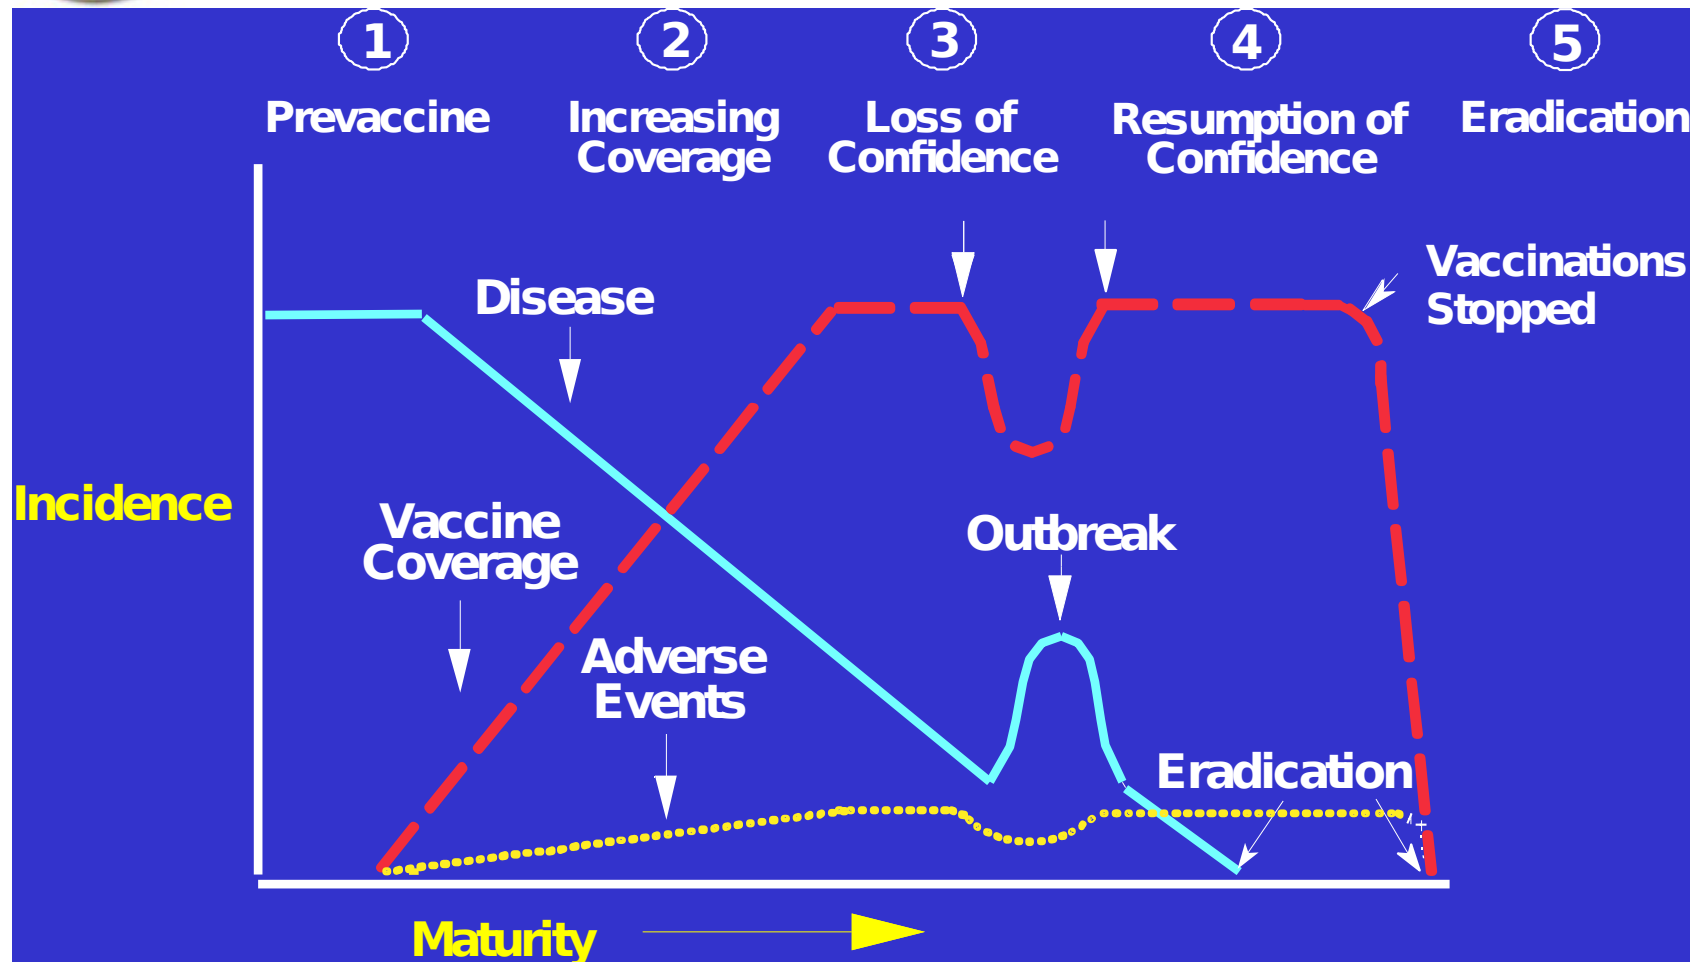 1
2
3
4
5
Prevaccine
Increasing
Coverage
Loss of
Confidence
Resumption of
Confidence
Eradication
Vaccinations
Stopped
Disease
Incidence
Vaccine
Coverage
Outbreak
Adverse
Events
Eradication
Maturity